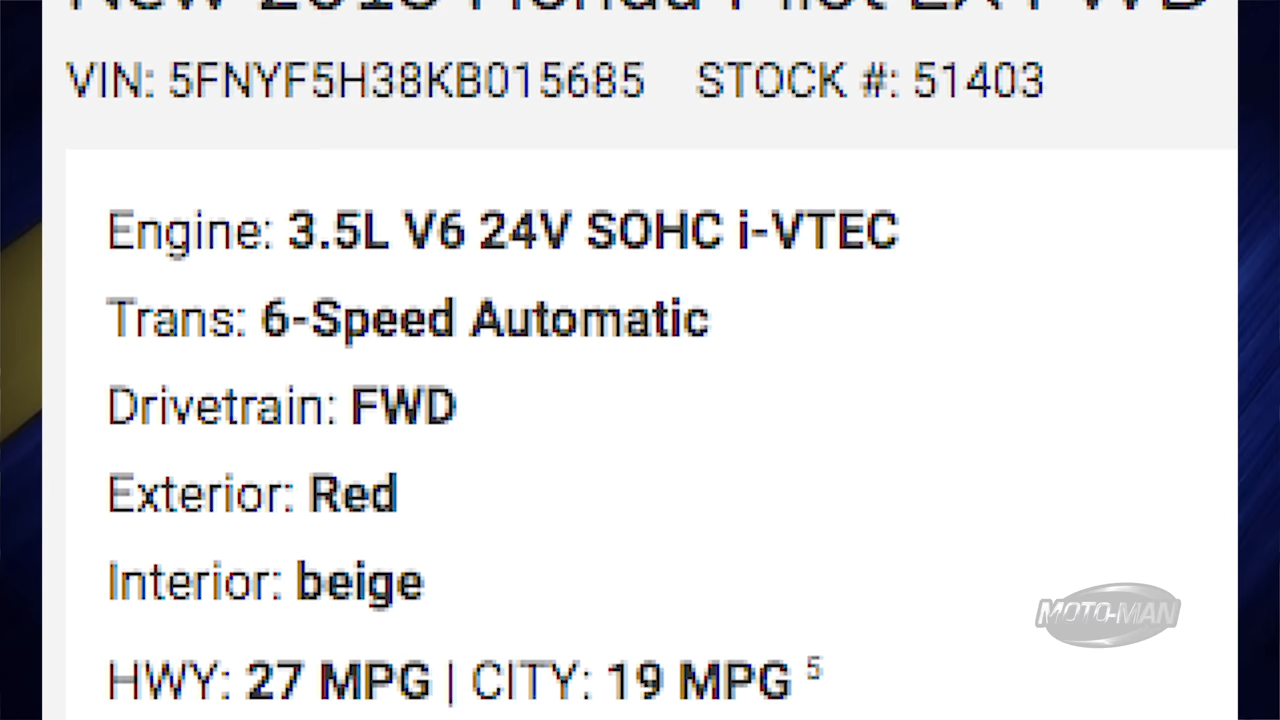 VIN: 5FNYF5H38KB015685 STOCK #: 51403
Engine: 3.5L V6 24V SOHC i-VTEC
Trans: 6-Speed Automatic
Drivetrain: FWD
Exterior: Red
Interior: beige
MOTO-MAN
HWY: 27 MPG | CITY: 19 MPG 5